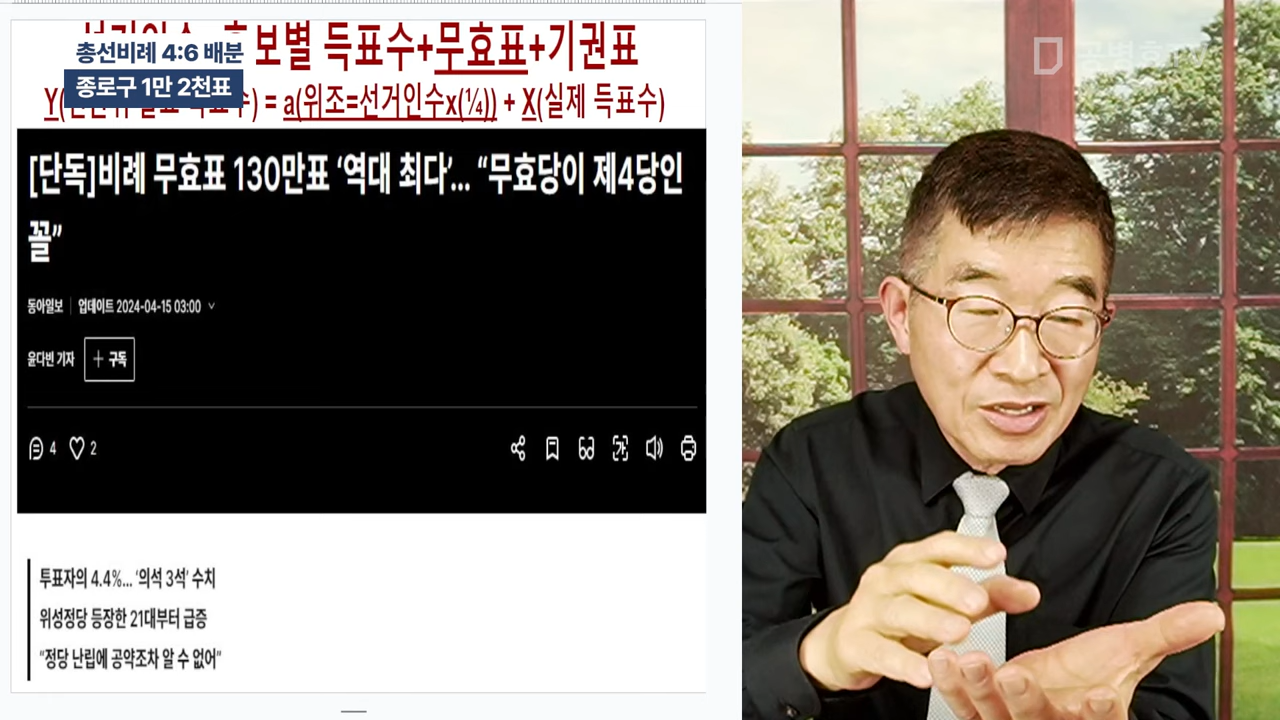 보별 득표수+무효표+기권표
총선비례 4:6 배분
종로구 1만 2천표
Y( = a(위조=선거인수x(¼)) + X(실제 득표수)
[단독]비례 무효표 130만표 ‘역대 최다’... “무효당이 제4당인
꼴”
동아일보 업데이트 2024-04-15 03:00
윤다빈 기자 + 구독
4 2
투표자의 4.4%... ‘의석 3석’ 수치
위성정당 등장한 21대부터 급증
“정당 난립에 공약조차 알 수 없어”
공병호TV